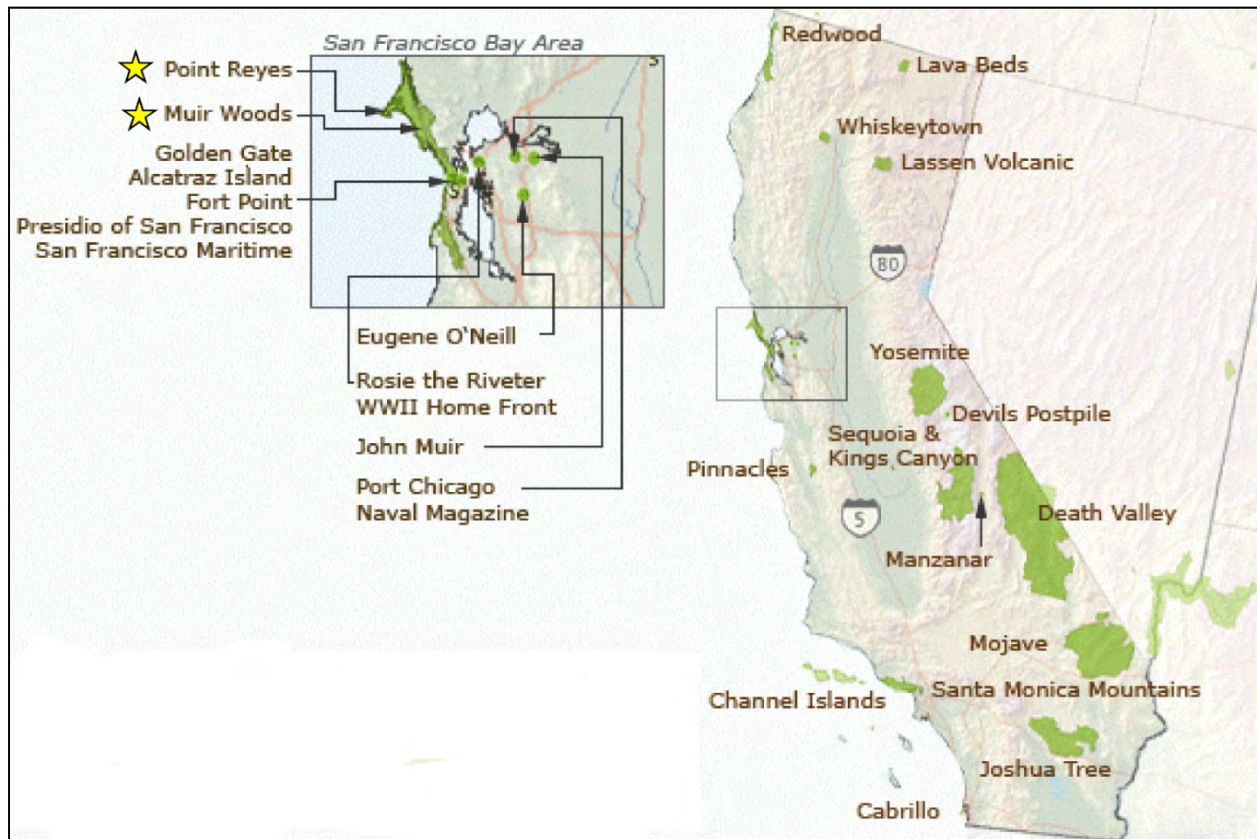 San Francisco Bay Area
Point Reyes
Muir Woods
Golden Gate
Alcatraz Island
Fort Point
Presidio of San Francisco
San Francisco Maritime
S
S
Eugene O'Neill
Rosie the Riveter
WWII Home Front
John Muir
Port Chicago
Naval Magazine
Redwood
Lava Beds
Whiskeytown
Lassen Volcanic
80
Yosemite
Devils Postpile
Sequoia &
Kings Canyon
Pinnacles
5
Death Valley
Manzanar
Mojave
Santa Monica Mountains
Channel Islands
Joshua Tree
Cabrillo